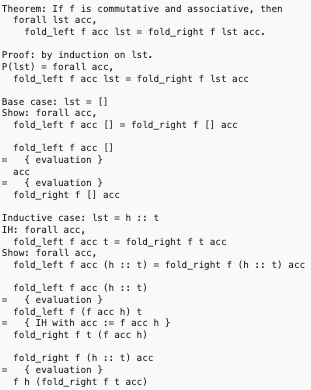 Theorem: If f is commutative and associative, then
  forall lst acc,
    fold_left f acc lst = fold_right f lst acc.

Proof: by induction on lst.
P(lst) = forall acc,
  fold_left f acc lst = fold_right f lst acc

Base case: lst = []
Show: forall acc,
  fold_left f acc [] = fold_right f [] acc

  fold_left f acc []
=   { evaluation }
  acc
=   { evaluation }
  fold_right f [] acc

Inductive case: lst = h :: t
IH: forall acc,
  fold_left f acc t = fold_right f t acc
Show: forall acc,
  fold_left f acc (h :: t) = fold_right f (h :: t) acc

  fold_left f acc (h :: t)
=   { evaluation }
  fold_left f (f acc h) t
=   { IH with acc := f acc h }
  fold_right f t (f acc h)

  fold_right f (h :: t) acc
=   { evaluation }
  f h (fold_right f t acc)